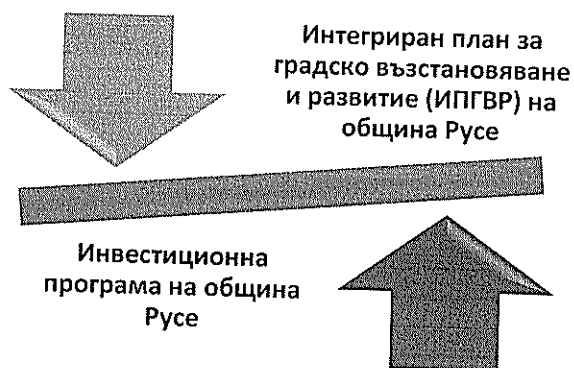 Интегриран план за
градско възстановяване
и развитие (ИПГВР) на
община Русе
Инвестиционна
програма на община
Русе